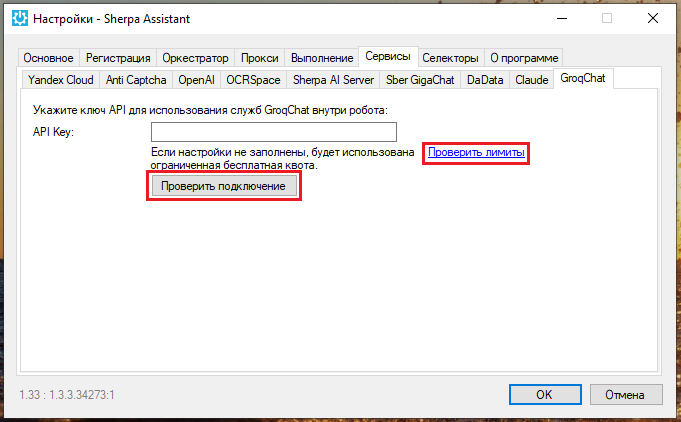 Настройки - Sherpa Assistant
Основное Регистрация Оркестратор Прокси Выполнение Сервисы Селекторы О программе
Yandex Cloud Anti Captcha OpenAI OCRSpace Sherpa AI Server Sber GigaChat DaData Claude GroqChat
Укажите ключ API для использования служб GroqChat внутри робота:
API Key:
Если настройки не заполнены, будет использована Проверить лимиты
ограниченная бесплатная квота.
Проверить подключение
1.33 : 1.3.3.34273:1 OK Отмена